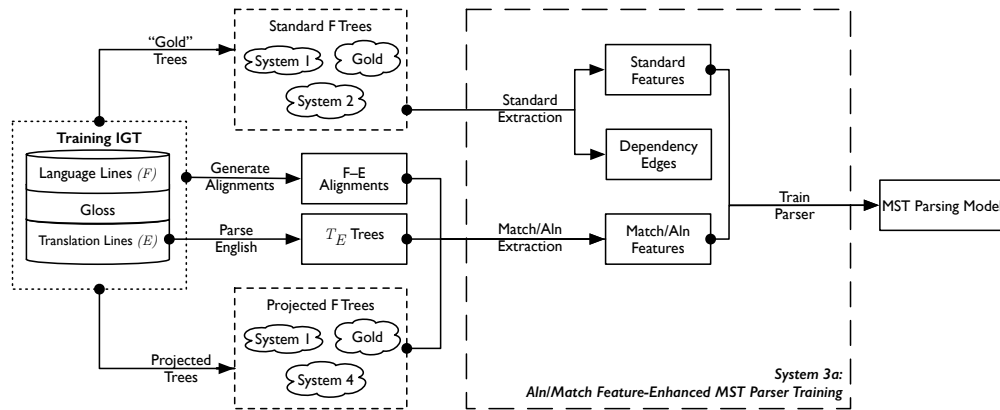 "Gold"
Trees
Standard F Trees
System 1
Gold
System 2
Training IGT
Language Lines (F)
Gloss
Translation Lines (E)
Generate
Alignments
F–E
Alignments
Parse
English
T_E Trees
Projected
Trees
Projected F Trees
System 1
Gold
System 4
Standard
Extraction
Standard
Features
Dependency
Edges
Match/Aln
Extraction
Match/Aln
Features
Train
Parser
MST Parsing Model
System 3a:
Aln/Match Feature-Enhanced MST Parser Training